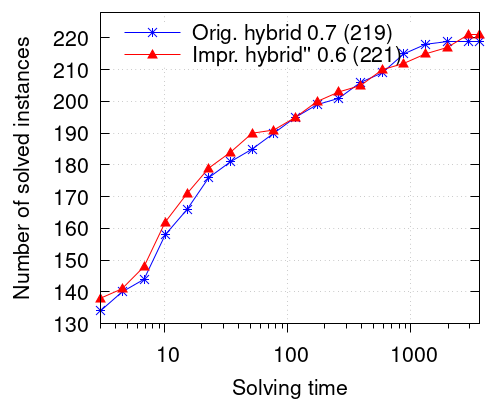 Orig. hybrid 0.7 (219)
Impr. hybrid" 0.6 (221)
Number of solved instances
220
210
200
190
180
170
160
150
140
130
10 100 1000
Solving time